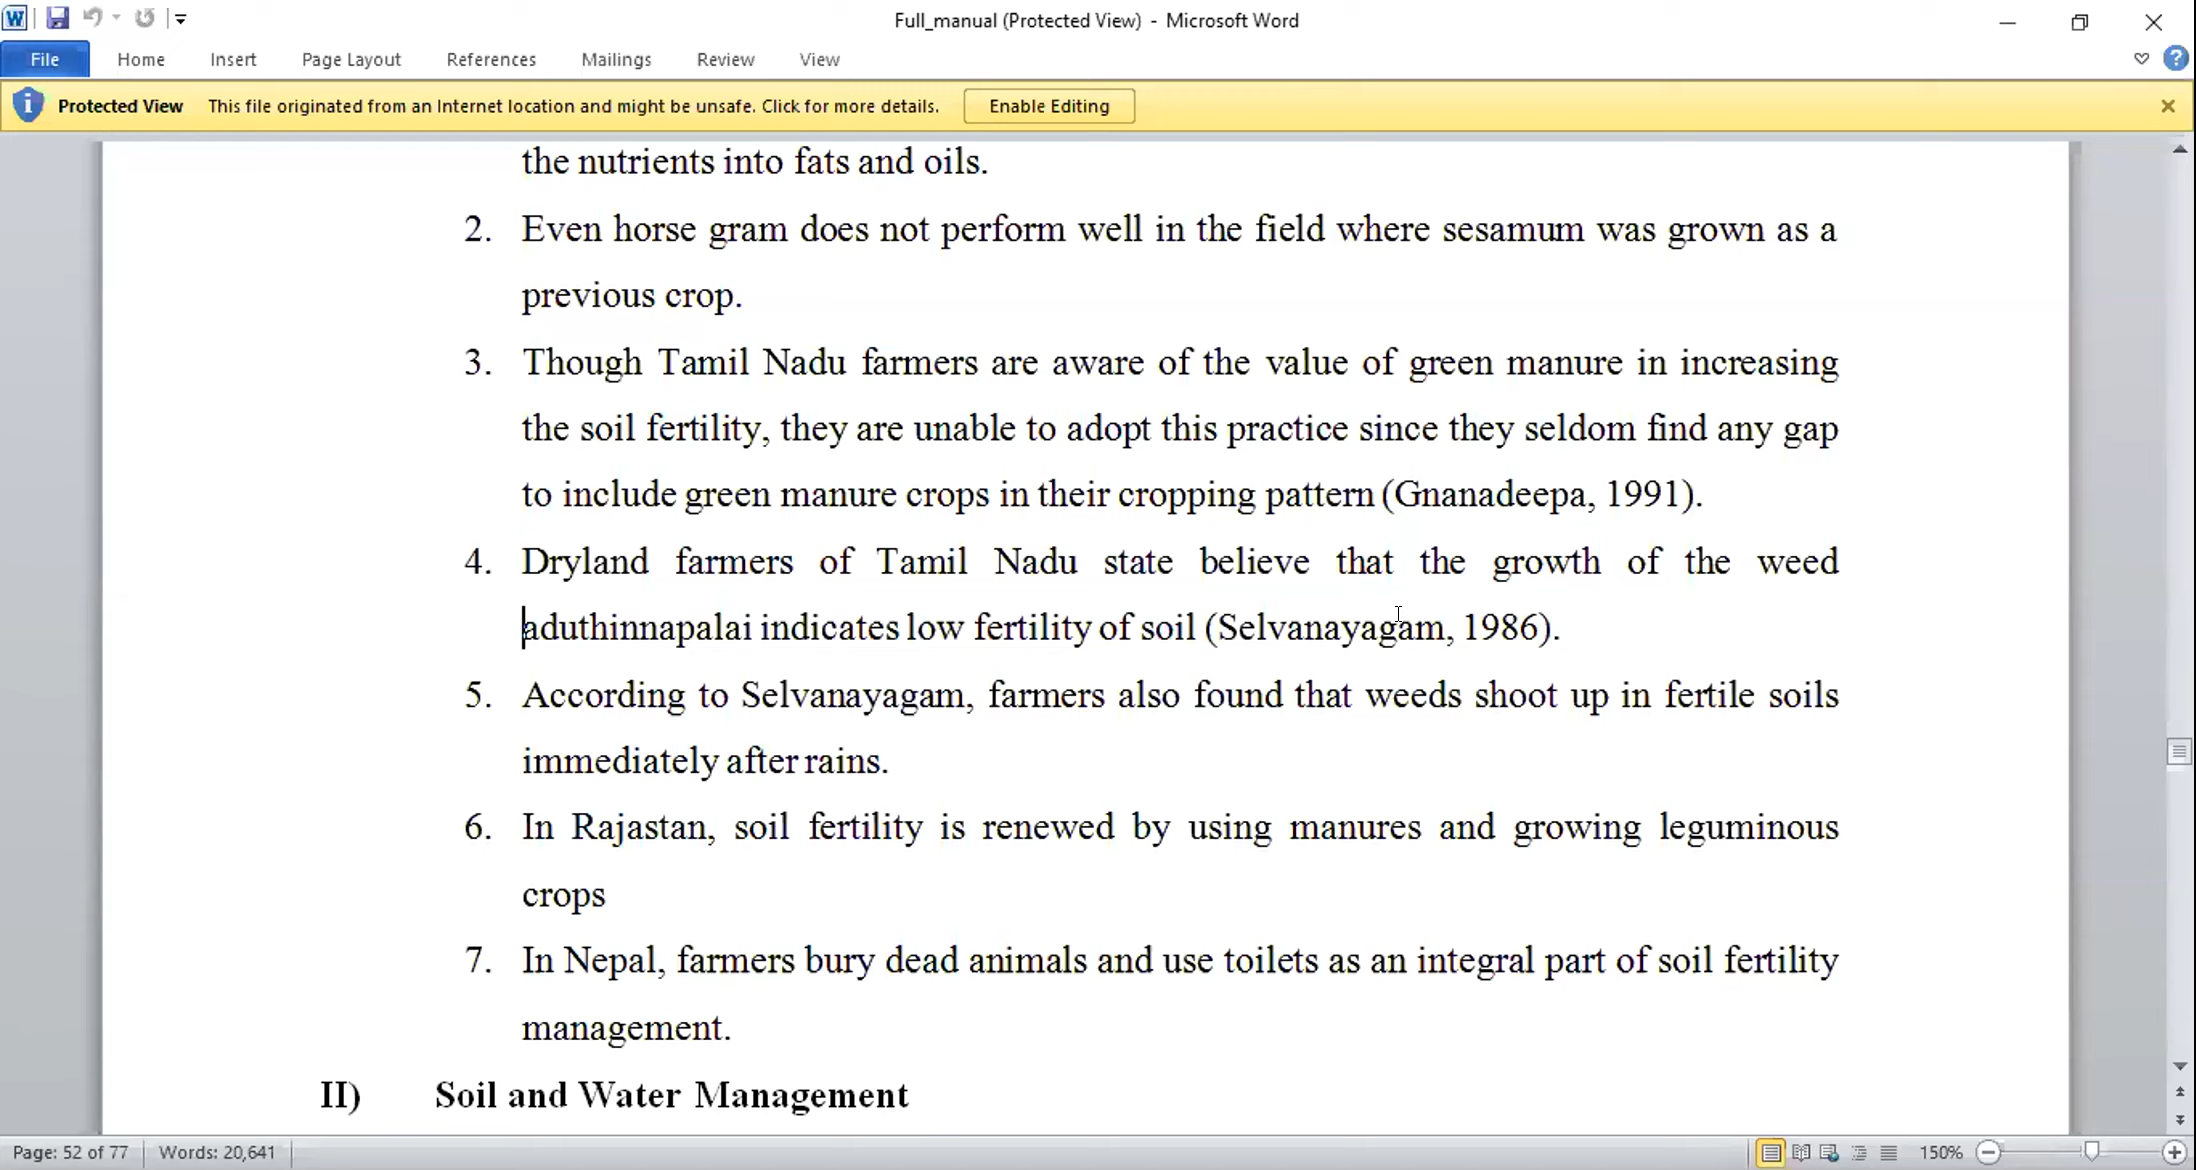 Full_manual (Protected View) - Microsoft Word
File Home Insert Page Layout References Mailings Review View
Protected View This file originated from an Internet location and might be unsafe. Click for more details. Enable Editing
the nutrients into fats and oils.
2. Even horse gram does not perform well in the field where sesamum was grown as a
previous crop.
3. Though Tamil Nadu farmers are aware of the value of green manure in increasing
the soil fertility, they are unable to adopt this practice since they seldom find any gap
to include green manure crops in their cropping pattern (Gnanadeepa, 1991).
4. Dryland farmers of Tamil Nadu state believe that the growth of the weed
aduthinnapalai indicates low fertility of soil (Selvanayagam, 1986).
5. According to Selvanayagam, farmers also found that weeds shoot up in fertile soils
immediately after rains.
6. In Rajastan, soil fertility is renewed by using manures and growing leguminous
crops
7. In Nepal, farmers bury dead animals and use toilets as an integral part of soil fertility
management.
II) Soil and Water Management
Page: 52 of 77 Words: 20,641 150%